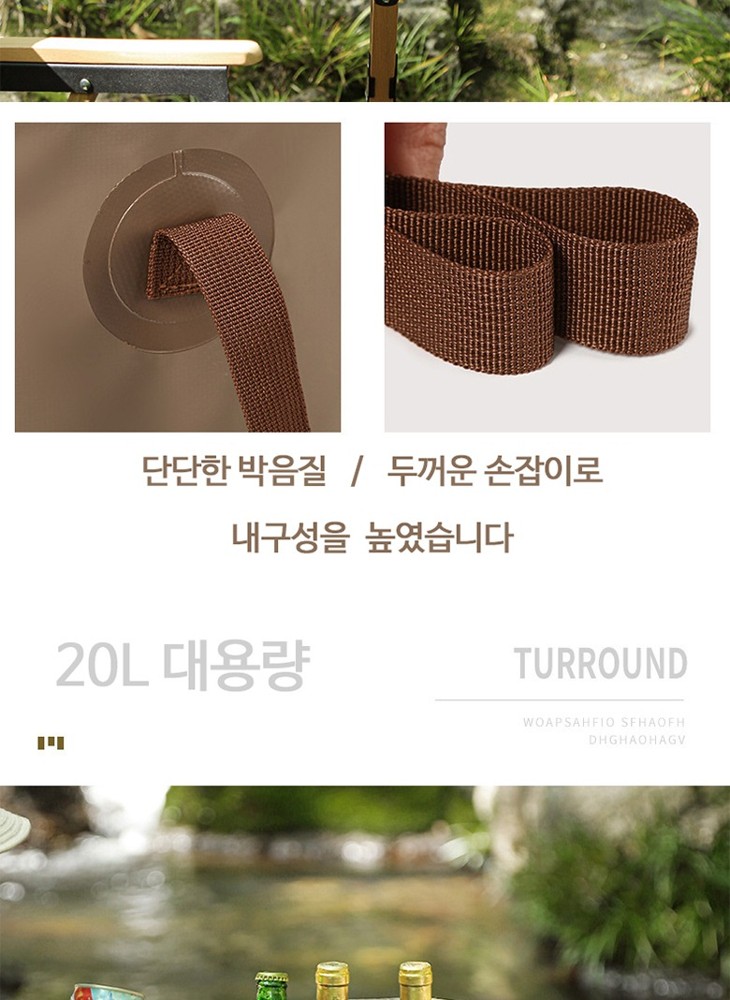 단단한 박음질 / 두꺼운 손잡이로
내구성을 높였습니다
20L 대용량
TURROUND
WOAPSAHFIO SFHAOFH
DHGHAOHAGV